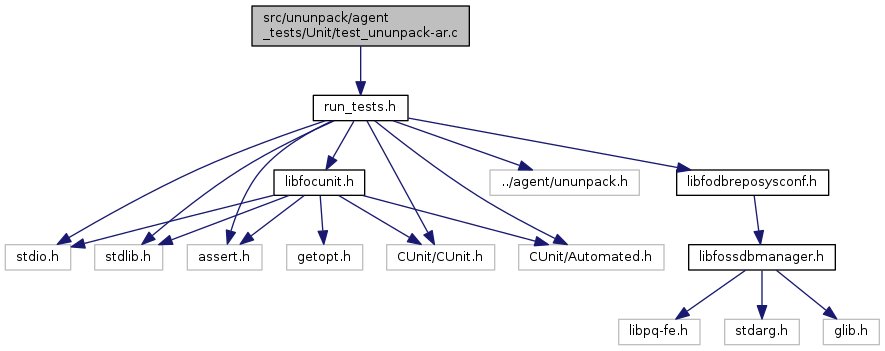 src/ununpack/agent
_tests/Unit/test_ununpack-ar.c
run_tests.h
libfocunit.h
../agent/ununpack.h
libfodbreposysconf.h
stdio.h
stdlib.h
assert.h
getopt.h
CUnit/CUnit.h
CUnit/Automated.h
libfossdbmanager.h
libpq-fe.h
stdarg.h
glib.h